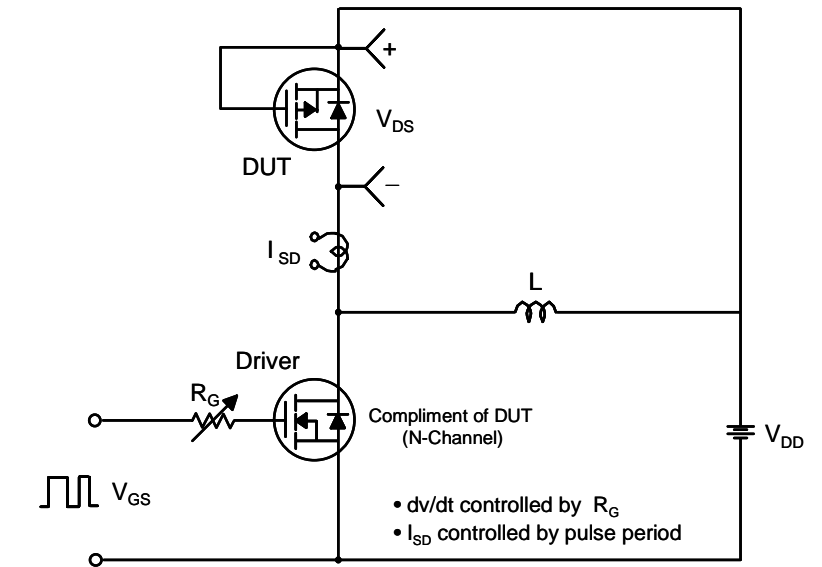 +
V_DS
DUT
–
I_SD
L
Driver
R_G
Compliment of DUT
(N-Channel)
V_DD
V_GS
• dv/dt controlled by R_G
• I_SD controlled by pulse period